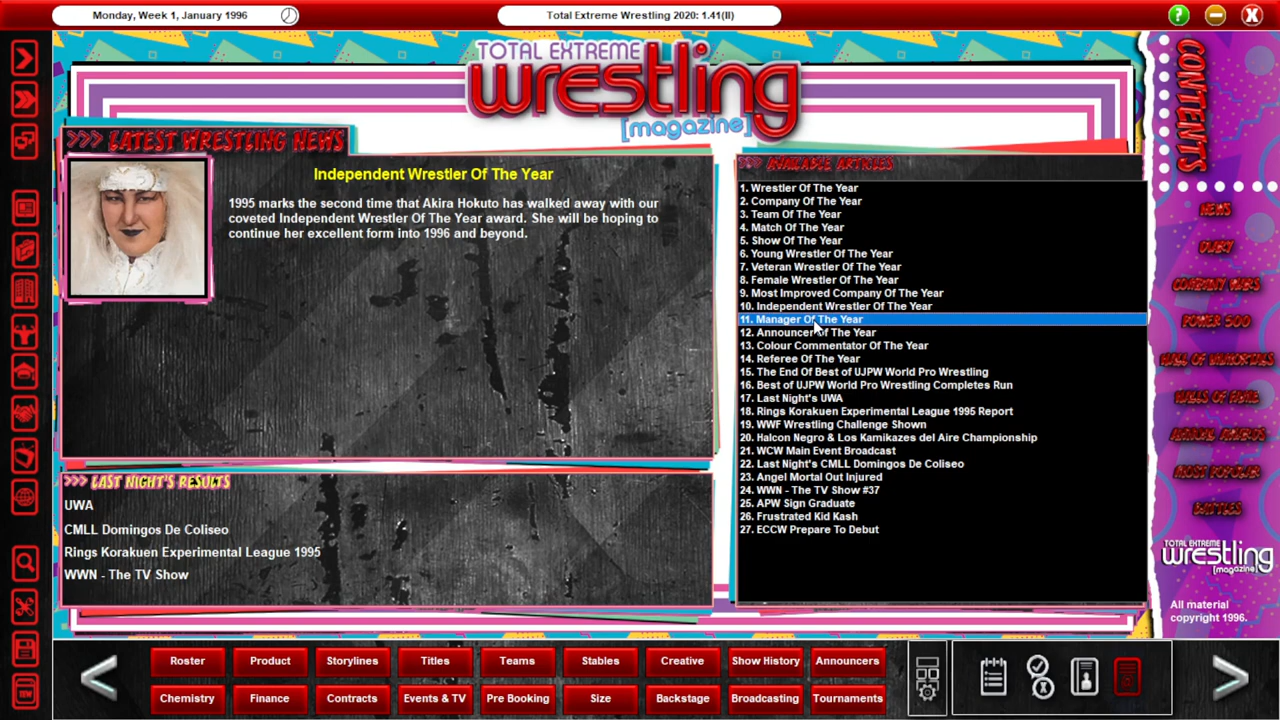 Monday, Week 1, January 1996
Total Extreme Wrestling 2020: 1.41(II)
TOTAL EXTREME
wrestling
[magazine]
CONTENTS
>>> LATEST WRESTLING NEWS
Independent Wrestler Of The Year
1995 marks the second time that Akira Hokuto has walked away with our
coveted Independent Wrestler Of The Year award. She will be hoping to
continue her excellent form into 1996 and beyond.
>>> AVAILABLE ARTICLES
1. Wrestler Of The Year
2. Company Of The Year
3. Team Of The Year
4. Match Of The Year
5. Show Of The Year
6. Young Wrestler Of The Year
7. Veteran Wrestler Of The Year
8. Female Wrestler Of The Year
9. Most Improved Company Of The Year
10. Independent Wrestler Of The Year
11. Manager Of The Year
12. Announcer Of The Year
13. Colour Commentator Of The Year
14. Referee Of The Year
15. The End Of Best of UJPW World Pro Wrestling
16. Best of UJPW World Pro Wrestling Completes Run
17. Last Night's UWA
18. Rings Korakuen Experimental League 1995 Report
19. WWF Wrestling Challenge Shown
20. Halcon Negro & Los Kamikazes del Aire Championship
21. WCW Main Event Broadcast
22. Last Night's CMLL Domingos De Coliseo
23. Angel Mortal Out Injured
24. WWN - The TV Show #37
25. APW Sign Graduate
26. Frustrated Kid Kash
27. ECCW Prepare To Debut
>>> LAST NIGHT'S RESULTS
UWA
CMLL Domingos De Coliseo
Rings Korakuen Experimental League 1995
WWN - The TV Show
NEWS
DIARY
COMPANY WARS
POWER 500
HALL OF IMMORTALS
HALLS OF FAME
ANNUAL AWARDS
MOST POPULAR
BATTLES
TOTAL EXTREME
wrestling
[magazine]
All material
copyright 1996.
Roster
Product
Storylines
Titles
Teams
Stables
Creative
Show History
Announcers
Chemistry
Finance
Contracts
Events & TV
Pre Booking
Size
Backstage
Broadcasting
Tournaments
TEW